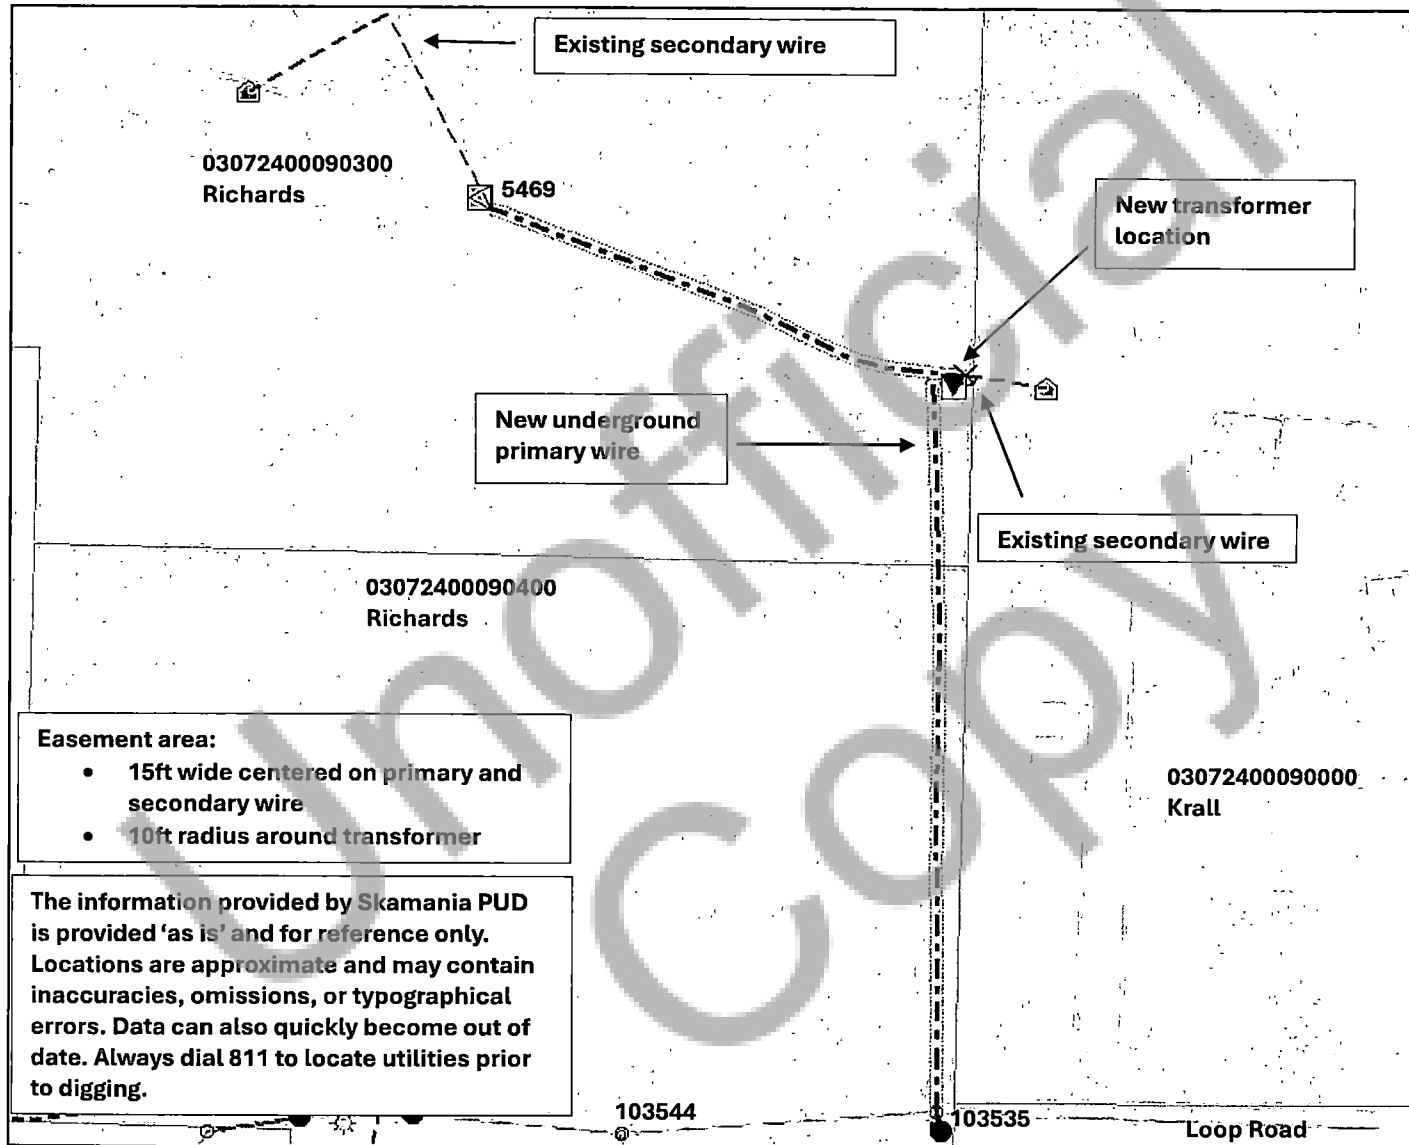 Existing secondary wire
03072400090300
Richards
5469
New transformer
location
New underground
primary wire
Existing secondary wire
03072400090400
Richards
Easement area:
• 15ft wide centered on primary and
secondary wire
• 10ft radius around transformer
03072400090000
Krall
The information provided by Skamania PUD
is provided ‘as is’ and for reference only.
Locations are approximate and may contain
inaccuracies, omissions, or typographical
errors. Data can also quickly become out of
date. Always dial 811 to locate utilities prior
to digging.
103544
103535
Loop Road
Unofficial
Copy